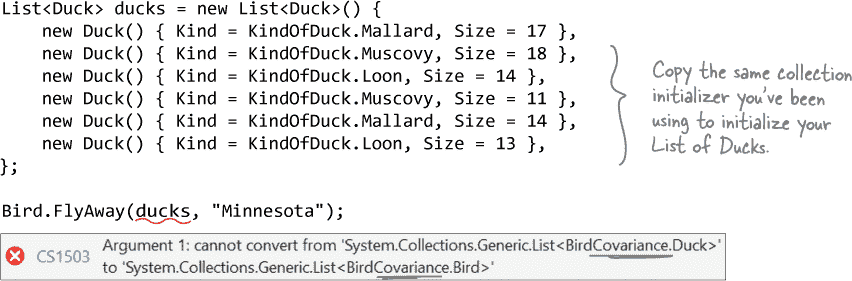 List<Duck> ducks = new List<Duck>() {
new Duck() { Kind = KindOfDuck.Mallard, Size = 17 },
new Duck() { Kind = KindOfDuck.Muscovy, Size = 18 },
new Duck() { Kind = KindOfDuck.Loon, Size = 14 },
new Duck() { Kind = KindOfDuck.Muscovy, Size = 11 },
new Duck() { Kind = KindOfDuck.Mallard, Size = 14 },
new Duck() { Kind = KindOfDuck.Loon, Size = 13 },
};
Copy the same collection
initializer you've been
using to initialize your
List of Ducks.
Bird.FlyAway(ducks, "Minnesota");
CS1503
Argument 1: cannot convert from 'System.Collections.Generic.List<BirdCovariance.Duck>'
to 'System.Collections.Generic.List<BirdCovariance.Bird>'